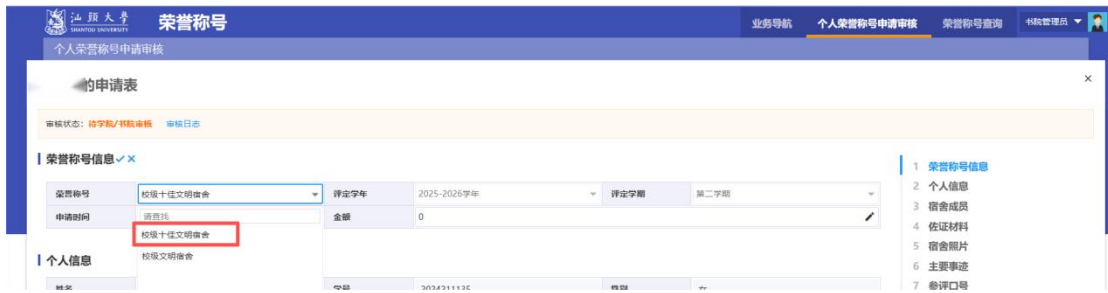 汕頭大學
SHANTOU UNIVERSITY
荣誉称号
业务导航
个人荣誉称号申请审核
荣誉称号查询
书院管理员
个人荣誉称号申请审核
的申请表
×
审核状态: 待学院/书院审核 审核日志
荣誉称号信息
荣誉称号 校级十佳文明宿舍 评定学年 2025-2026学年 评定学期 第二学期
申请时间 请查找 金额 0
校级十佳文明宿舍
校级文明宿舍
个人信息
姓名 学号 2024211135 性别 女
1 荣誉称号信息
2 个人信息
3 宿舍成员
4 佐证材料
5 宿舍照片
6 主要事迹
7 参评口号